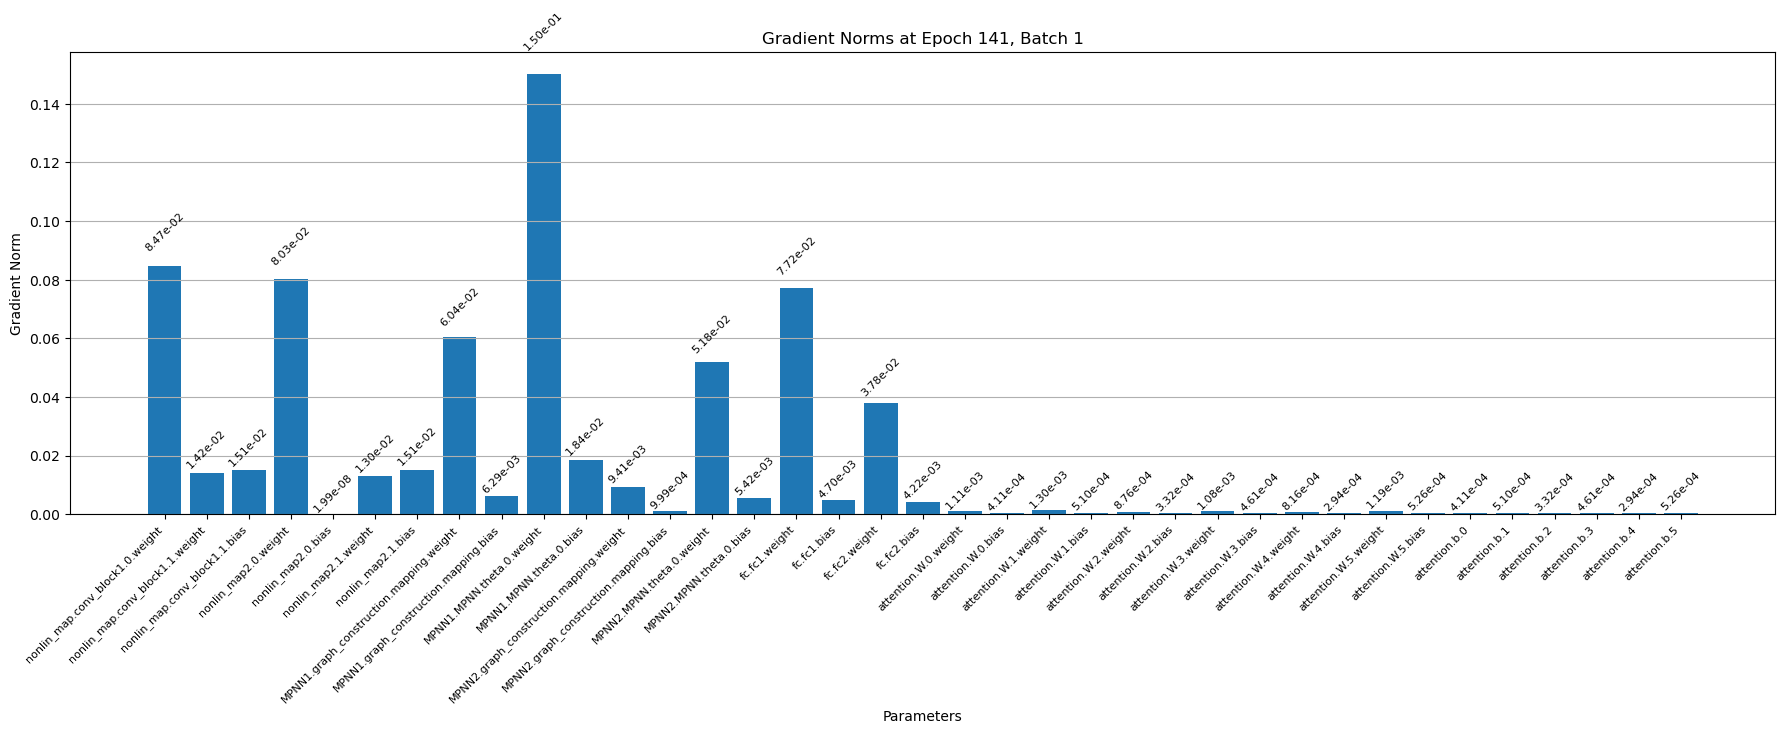 Gradient Norms at Epoch 141, Batch 1
Gradient Norm
0.14
0.12
0.10
0.08
0.06
0.04
0.02
0.00
8.47e-02
1.42e-02
1.51e-02
8.03e-02
1.99e-08
1.30e-02
1.51e-02
6.04e-02
6.29e-03
1.50e-01
1.84e-02
9.41e-03
9.99e-04
5.18e-02
5.42e-03
7.72e-02
4.70e-03
3.78e-02
4.22e-03
1.11e-03
4.11e-04
1.30e-03
5.10e-04
8.76e-04
3.32e-04
1.08e-03
4.61e-04
8.16e-04
2.94e-04
1.19e-03
5.26e-04
4.11e-04
5.10e-04
3.32e-04
4.61e-04
2.94e-04
5.26e-04
nonlin_map.conv_block1.0.weight
nonlin_map.conv_block1.1.weight
nonlin_map.conv_block1.1.bias
nonlin_map2.0.weight
nonlin_map2.0.bias
nonlin_map2.1.weight
nonlin_map2.1.bias
MPNN1.graph_construction.mapping.weight
MPNN1.graph_construction.mapping.bias
MPNN1.MPNN.theta.0.weight
MPNN1.MPNN.theta.0.bias
MPNN2.graph_construction.mapping.weight
MPNN2.graph_construction.mapping.bias
MPNN2.MPNN.theta.0.weight
MPNN2.MPNN.theta.0.bias
fc.fc1.weight
fc.fc1.bias
fc.fc2.weight
fc.fc2.bias
attention.W.0.weight
attention.W.0.bias
attention.W.1.weight
attention.W.1.bias
attention.W.2.weight
attention.W.2.bias
attention.W.3.weight
attention.W.3.bias
attention.W.4.weight
attention.W.4.bias
attention.W.5.weight
attention.W.5.bias
attention.b.0
attention.b.1
attention.b.2
attention.b.3
attention.b.4
attention.b.5
Parameters